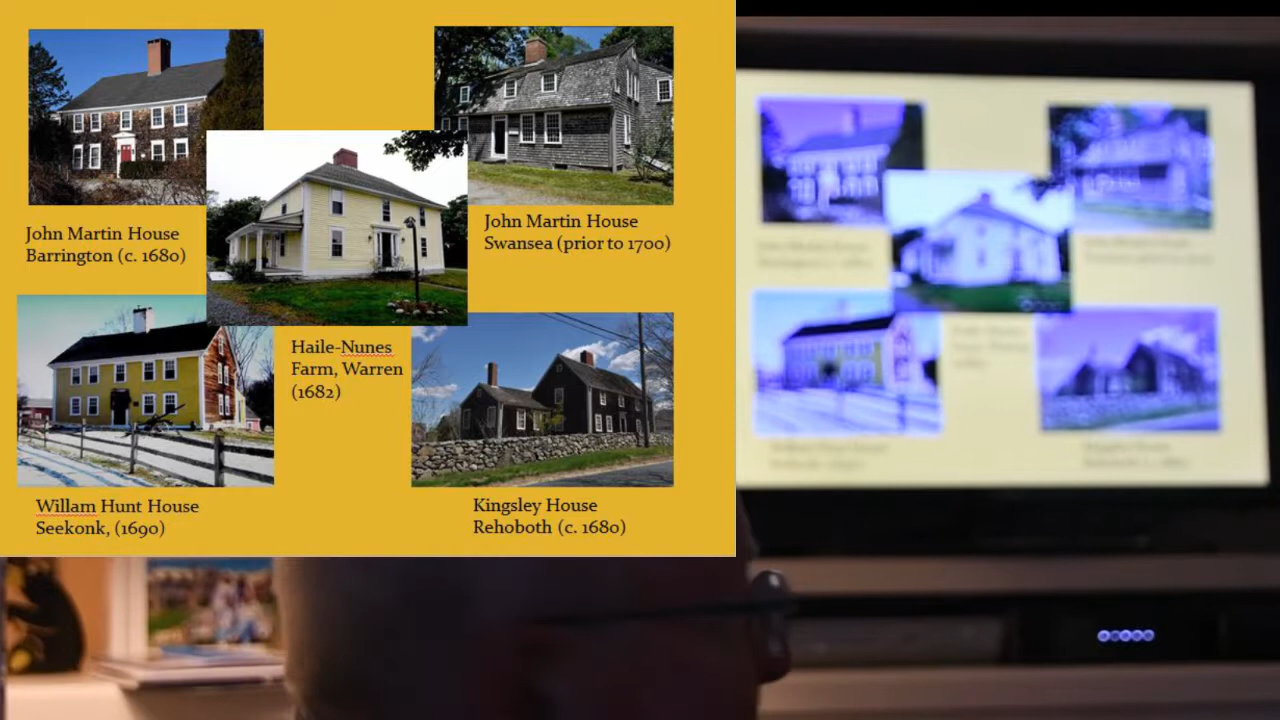 John Martin House
Barrington (c. 1680)
John Martin House
Swansea (prior to 1700)
Haile-Nunes
Farm, Warren
(1682)
Willam Hunt House
Seekonk, (1690)
Kingsley House
Rehoboth (c. 1680)